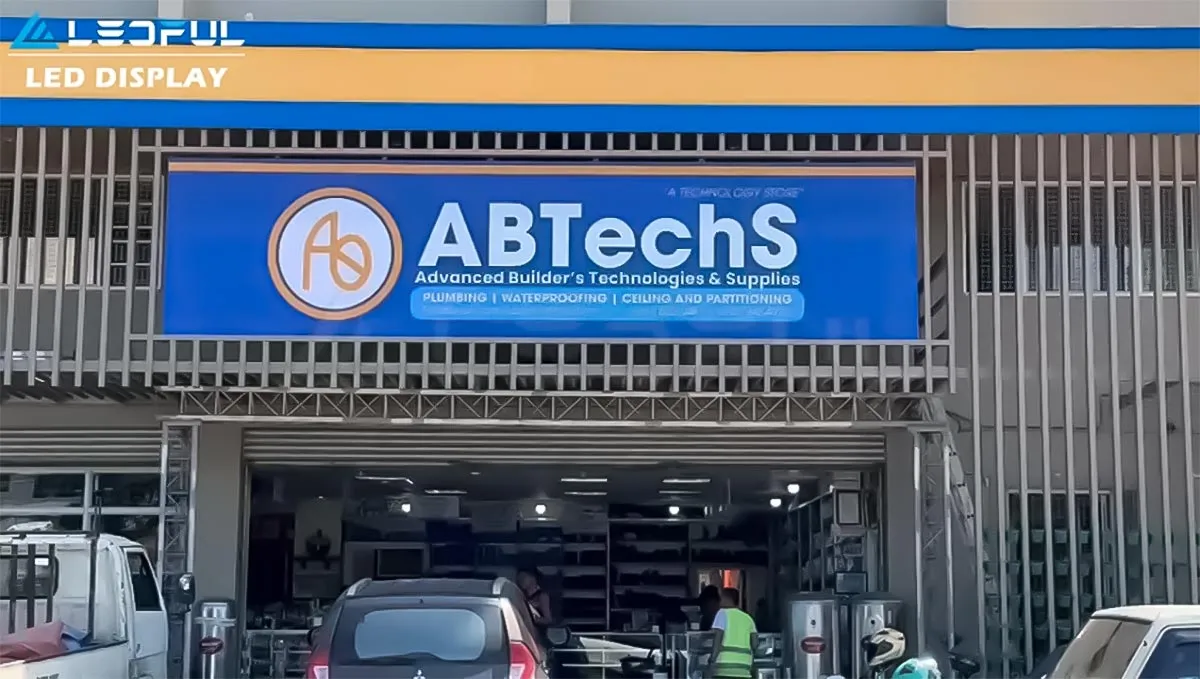 LEDFUL
LED DISPLAY
"A TECHNOLOGY STORE"
ABTechS
Advanced Builder's Technologies & Supplies
PLUMBING | WATERPROOFING | CEILING AND PARTITIONING